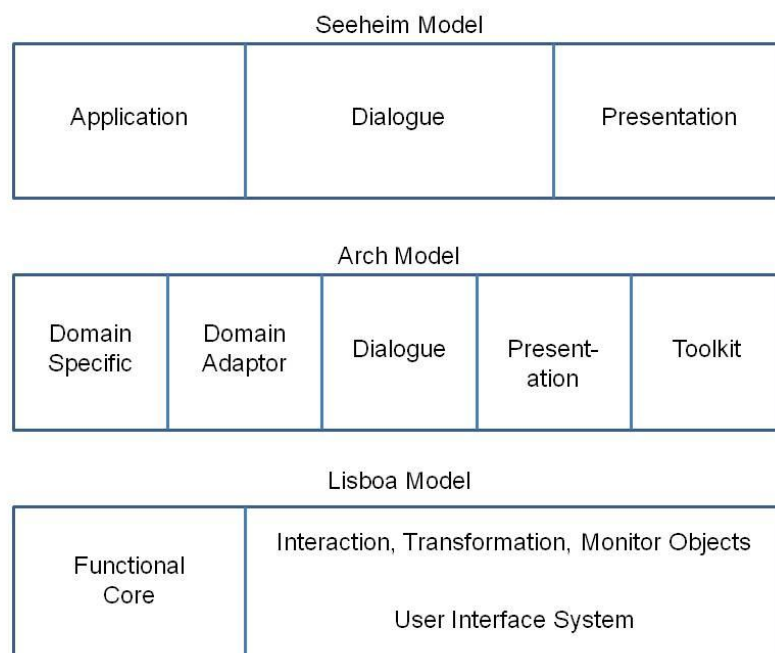 Seeheim Model
Application
Dialogue
Presentation
Arch Model
Domain
Specific
Domain
Adaptor
Dialogue
Present-
ation
Toolkit
Lisboa Model
Functional
Core
Interaction, Transformation, Monitor Objects
User Interface System